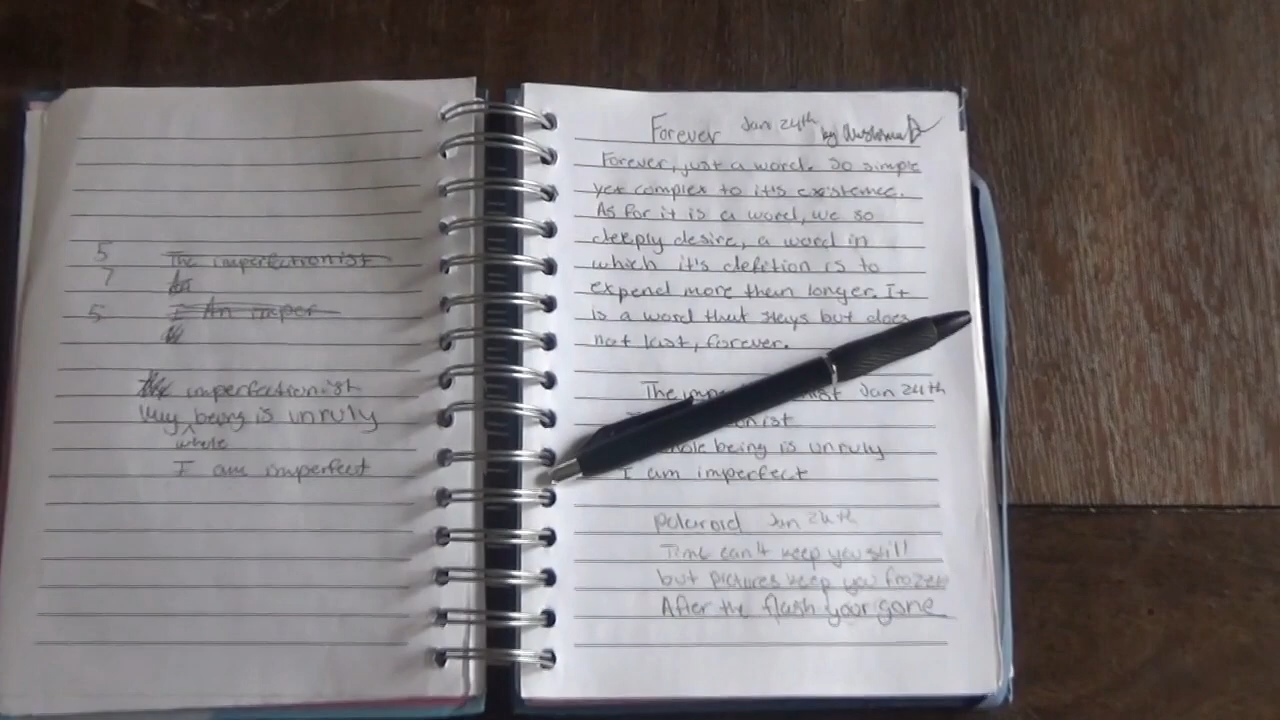 5
The imperfectionist
7
5
I An imper
imperfectionist
My being is unruly
whole
I am imperfect
Forever Jan 24th by
Forever, just a word. So simple
yet complex to it's existence.
As for it is a word, we so
deeply desire, a word in
which it's defition is to
expend more than longer. It
is a word that stays but does
not last, forever.
The Jan 24th
being is unruly
I am imperfect
Polaroid Jan 24th
Time can't keep you still
but pictures keep you frozen
After the flash your gone